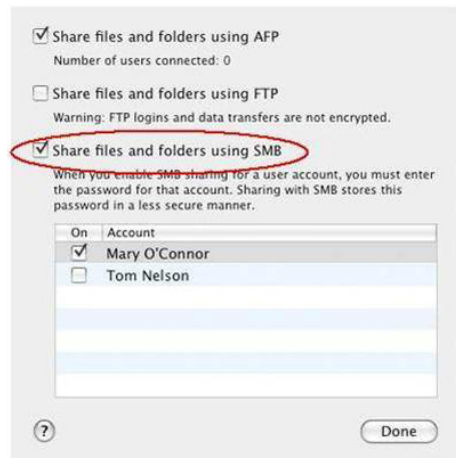 Share files and folders using AFP
Number of users connected: 0
Share files and folders using FTP
Warning: FTP logins and data transfers are not encrypted.
Share files and folders using SMB
When you enable SMB sharing for a user account, you must enter
the password for that account. Sharing with SMB stores this
password in a less secure manner.
On Account
Mary O'Connor
Tom Nelson
? Done